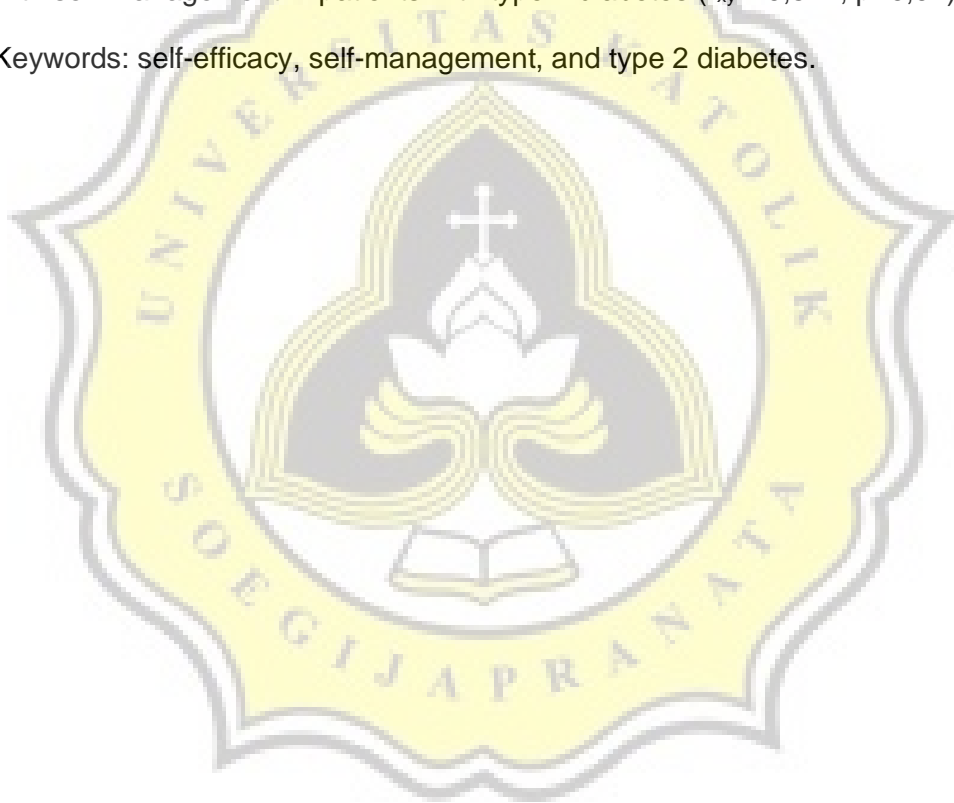 Keywords: self-efficacy, self-management, and type 2 diabetes.
UNIVERSITAS KATOLIK
SOEGIJAPRANATA